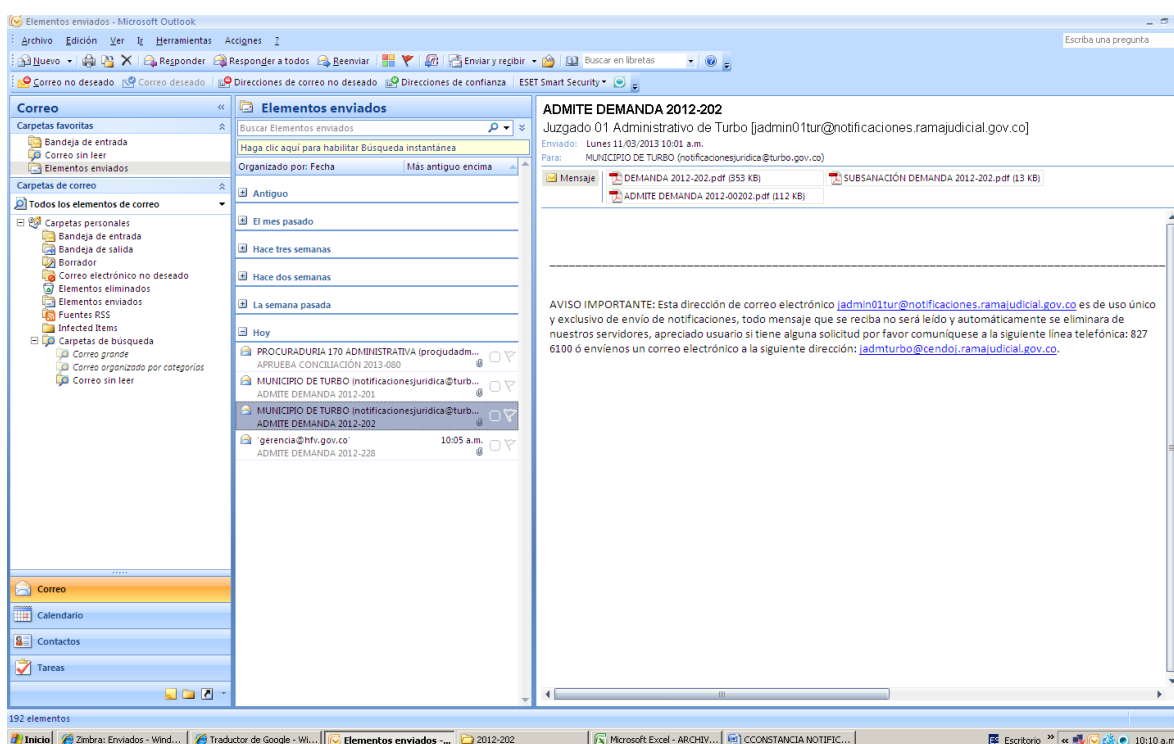 Elementos enviados - Microsoft Outlook
Archivo Edición Ver Ir Herramientas Acciones ?
Escriba una pregunta
Nuevo Responder Responder a todos Reenviar Enviar y recibir Buscar en libretas
Correo no deseado Correo deseado Direcciones de correo no deseado Direcciones de confianza ESET Smart Security
Correo «
Carpetas favoritas
Bandeja de entrada
Correo sin leer
Elementos enviados
Carpetas de correo
Todos los elementos de correo
Carpetas personales
Bandeja de entrada
Bandeja de salida
Borrador
Correo electrónico no deseado
Elementos eliminados
Elementos enviados
Fuentes RSS
Infected Items
Carpetas de búsqueda
Correo grande
Correo organizado por categorías
Correo sin leer
Correo
Calendario
Contactos
Tareas
Elementos enviados
Buscar Elementos enviados
Haga clic aquí para habilitar Búsqueda instantánea
Organizado por: Fecha Más antiguo encima
Antiguo
El mes pasado
Hace tres semanas
Hace dos semanas
La semana pasada
Hoy
PROCURADURIA 170 ADMINISTRATIVA (procjudadm...
APRUEBA CONCILIACIÓN 2013-080
MUNICIPIO DE TURBO (notificacionesjuridica@turb...
ADMITE DEMANDA 2012-201
MUNICIPIO DE TURBO (notificacionesjuridica@turb...
ADMITE DEMANDA 2012-202
'gerencia@hfv.gov.co' 10:05 a.m.
ADMITE DEMANDA 2012-228
ADMITE DEMANDA 2012-202
Juzgado 01 Administrativo de Turbo [jadmin01tur@notificaciones.ramajudicial.gov.co]
Enviado: Lunes 11/03/2013 10:01 a.m.
Para: MUNICIPIO DE TURBO (notificacionesjuridica@turbo.gov.co)
Mensaje DEMANDA 2012-202.pdf (353 KB) SUBSANACIÓN DEMANDA 2012-202.pdf (13 KB)
ADMITE DEMANDA 2012-00202.pdf (112 KB)
AVISO IMPORTANTE: Esta dirección de correo electrónico jadmin01tur@notificaciones.ramajudicial.gov.co es de uso único
y exclusivo de envío de notificaciones, todo mensaje que se reciba no será leído y automáticamente se eliminara de
nuestros servidores, apreciado usuario si tiene alguna solicitud por favor comuníquese a la siguiente línea telefónica: 827
6100 ó envíenos un correo electrónico a la siguiente dirección: jadmturbo@cendoj.ramajudicial.gov.co.
192 elementos
Inicio Zimbra: Enviados - Wind... Traductor de Google - Wi... Elementos enviados -... 2012-202 Microsoft Excel - ARCHIV... CCONSTANCIA NOTIFIC... Escritorio » « 10:10 a.m.